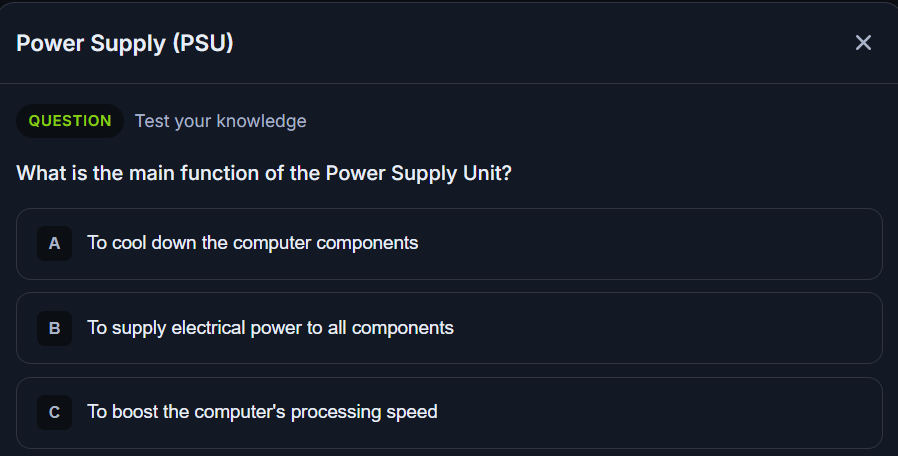 Power Supply (PSU)
QUESTION Test your knowledge
What is the main function of the Power Supply Unit?
A To cool down the computer components
B To supply electrical power to all components
C To boost the computer's processing speed